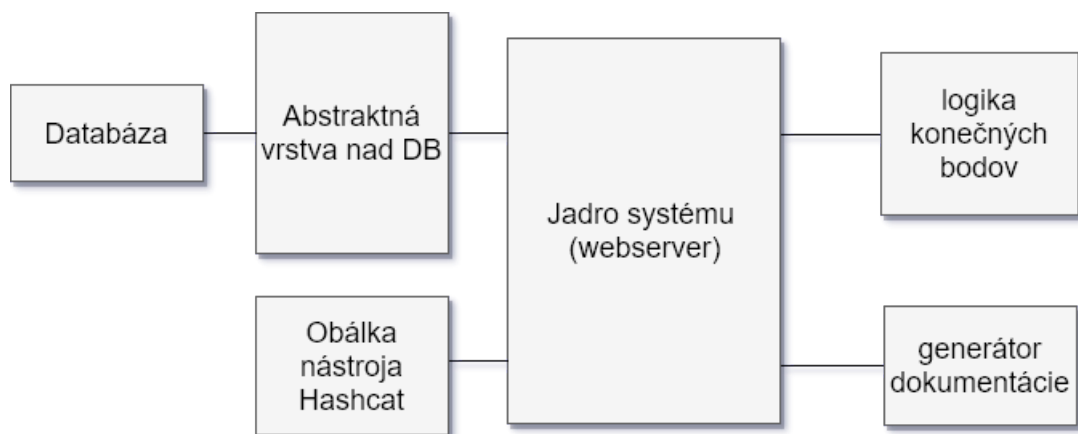 Databáza
Abstraktná
vrstva nad DB
Obálka
nástroja
Hashcat
Jadro systému
(webserver)
logika
konečných
bodov
generátor
dokumentácie